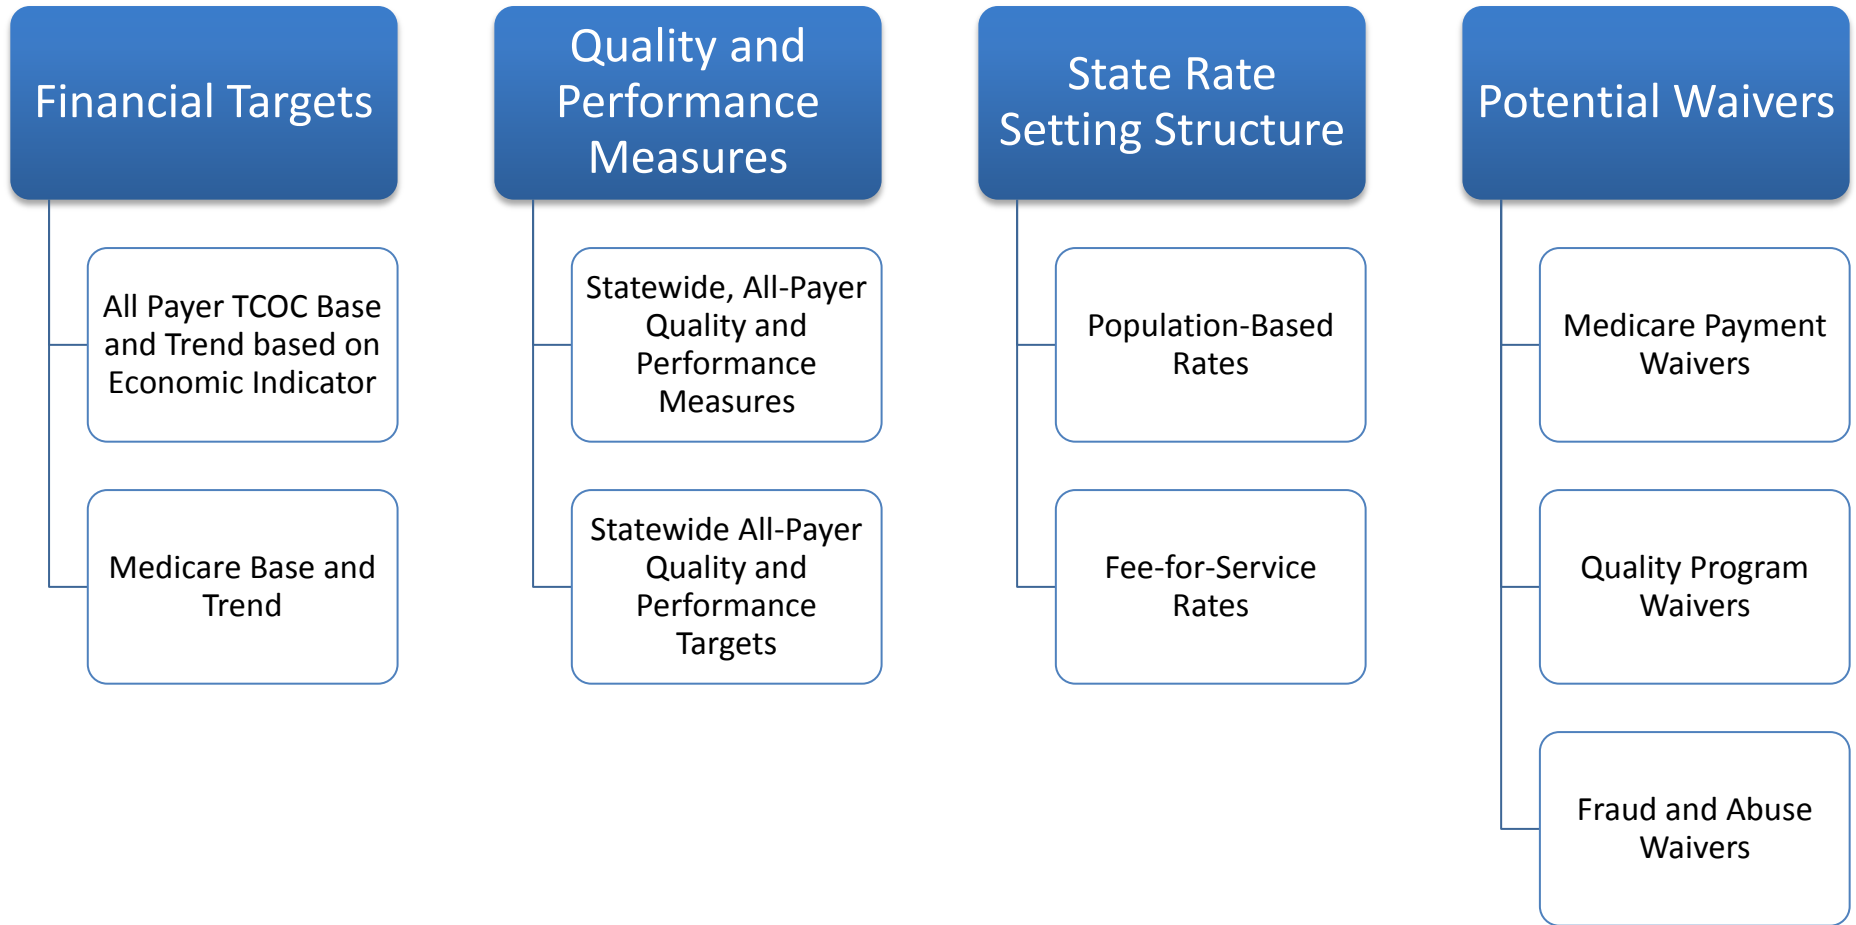 Financial Targets
All Payer TCOC Base
and Trend based on
Economic Indicator
Medicare Base and
Trend
Quality and
Performance
Measures
Statewide, All-Payer
Quality and
Performance
Measures
Statewide All-Payer
Quality and
Performance
Targets
State Rate
Setting Structure
Population-Based
Rates
Fee-for-Service
Rates
Potential Waivers
Medicare Payment
Waivers
Quality Program
Waivers
Fraud and Abuse
Waivers